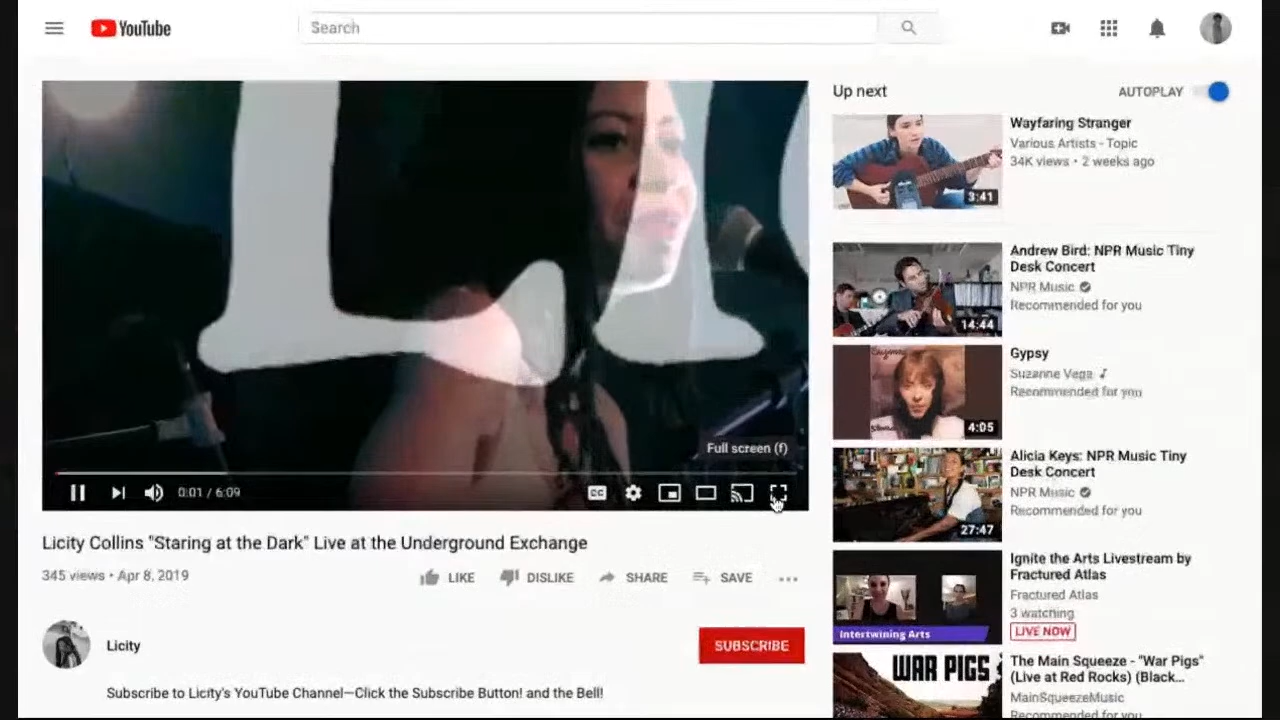 YouTube
Search
Full screen (f)
0:01 / 6:09
CC
Licity Collins "Staring at the Dark" Live at the Underground Exchange
345 views • Apr 8, 2019
LIKE
DISLIKE
SHARE
SAVE
Licity
SUBSCRIBE
Subscribe to Licity's YouTube Channel—Click the Subscribe Button! and the Bell!
Up next
AUTOPLAY
Wayfaring Stranger
Various Artists - Topic
34K views • 2 weeks ago
3:41
Andrew Bird: NPR Music Tiny
Desk Concert
NPR Music
Recommended for you
14:44
Gypsy
Suzanne Vega
Recommended for you
4:05
Alicia Keys: NPR Music Tiny
Desk Concert
NPR Music
Recommended for you
27:47
Ignite the Arts Livestream by
Fractured Atlas
Fractured Atlas
3 watching
LIVE NOW
Intertwining Arts
The Main Squeeze - "War Pigs"
(Live at Red Rocks) (Black...
MainSqueezeMusic
Recommended for you
WAR PIGS